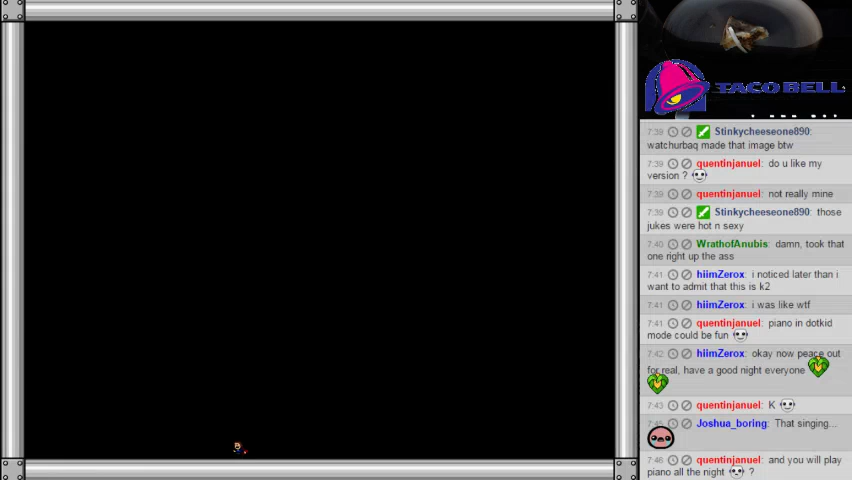 TACO BELL
7:39 Stinkycheeseone890:
watchurbaq made that image btw
7:39 quentinjanuel: do u like my
version ?
7:39 quentinjanuel: not really mine
7:39 Stinkycheeseone890: those
jukes were hot n sexy
7:40 WrathofAnubis: damn, took that
one right up the ass
7:41 hiimZerox: i noticed later than i
want to admit that this is k2
7:41 hiimZerox: i was like wtf
7:41 quentinjanuel: piano in dotkid
mode could be fun
7:42 hiimZerox: okay now peace out
for real, have a good night everyone
7:43 quentinjanuel: K
Joshua_boring: That singing...
7:46 quentinjanuel: and you will play
piano all the night ?